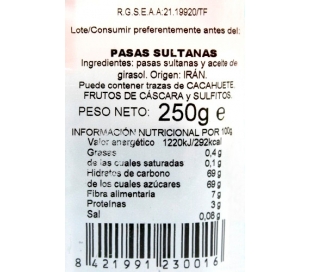 R.G.S.E.A.A:21.19920/TF
Lote/Consumir preferentemente antes del:
PASAS SULTANAS
Ingredientes: pasas sultanas y aceite de
girasol. Origen: IRÁN.
Puede contener trazas de CACAHUETE,
FRUTOS DE CÁSCARA y SULFITOS.
PESO NETO: 250g e
INFORMACIÓN NUTRICIONAL POR 100g
Valor energético 1220kJ/292kcal
Grasas 0,4 g
de las cuales saturadas 0,1 g
Hidratos de carbono 69 g
de los cuales azúcares 69 g
Fibra alimentaria 7 g
Proteínas 3 g
Sal 0,08 g
8 421991 230016